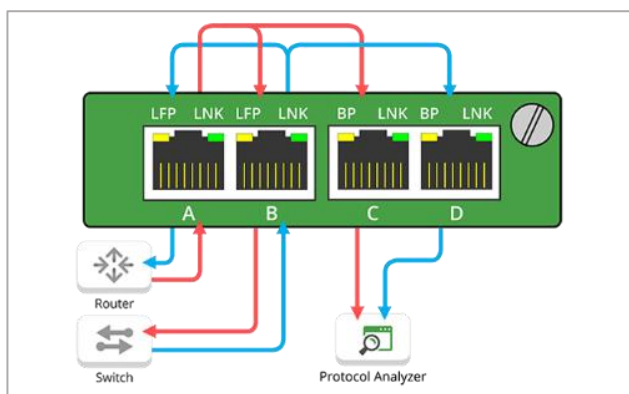 LFP LNK LFP LNK BP LNK BP LNK
A B C D
Router
Switch
Protocol Analyzer